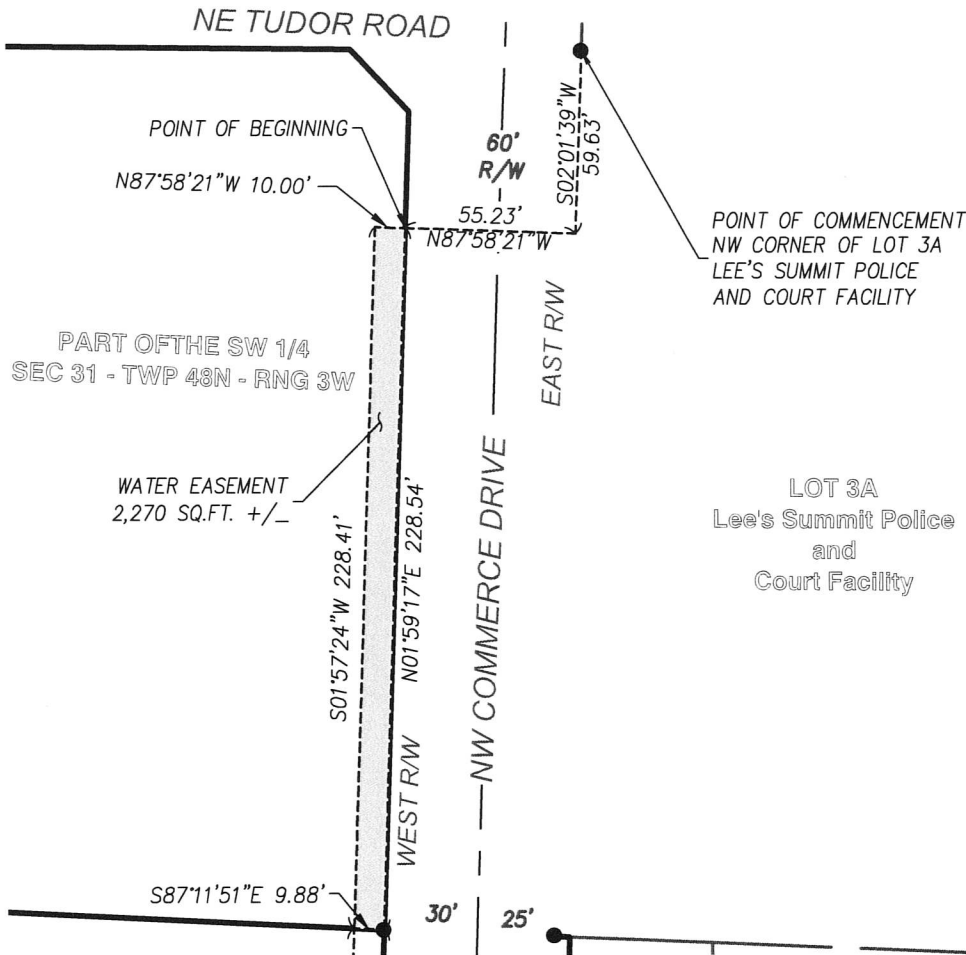 NE TUDOR ROAD
POINT OF BEGINNING
N87°58'21"W 10.00'
60'
R/W
S02°01'39"W
59.63'
55.23'
N87°58'21"W
POINT OF COMMENCEMENT
NW CORNER OF LOT 3A
LEE'S SUMMIT POLICE
AND COURT FACILITY
EAST R/W
PART OFTHE SW 1/4
SEC 31 - TWP 48N - RNG 3W
WATER EASEMENT
2,270 SQ.FT. +/_
S01°57'24"W 228.41'
N01°59'17"E 228.54'
NW COMMERCE DRIVE
LOT 3A
Lee's Summit Police
and
Court Facility
WEST R/W
S87°11'51"E 9.88'
30'
25'